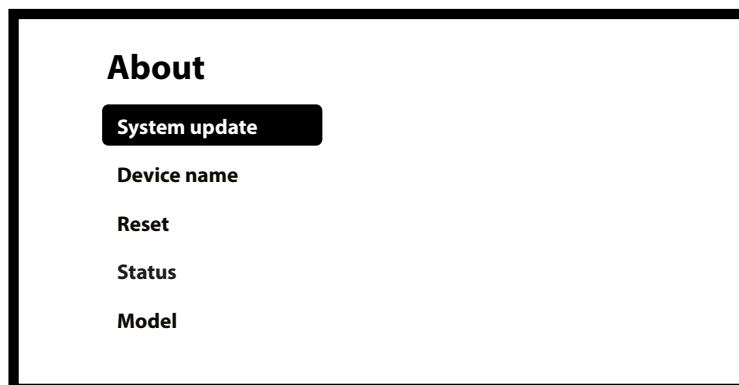 About
System update
Device name
Reset
Status
Model